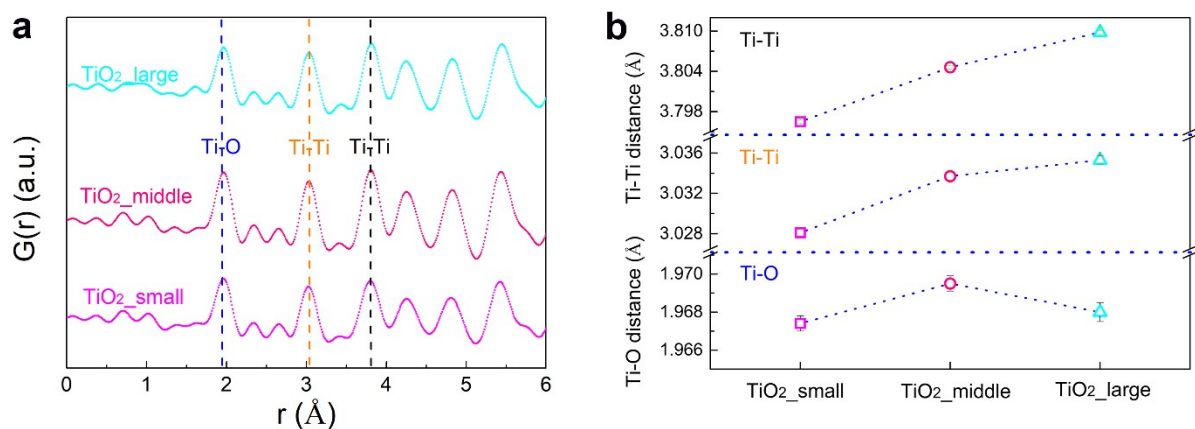 a
G(r) (a.u.)
TiO2_large
Ti-O
Ti-Ti
Ti-Ti
TiO2_middle
TiO2_small
0 1 2 3 4 5 6
r (Å)
b
Ti-Ti distance (Å)
Ti-O distance (Å)
3.810
3.804
3.798
Ti-Ti
3.036
3.032
3.028
Ti-Ti
1.970
1.968
1.966
Ti-O
TiO2_small TiO2_middle TiO2_large